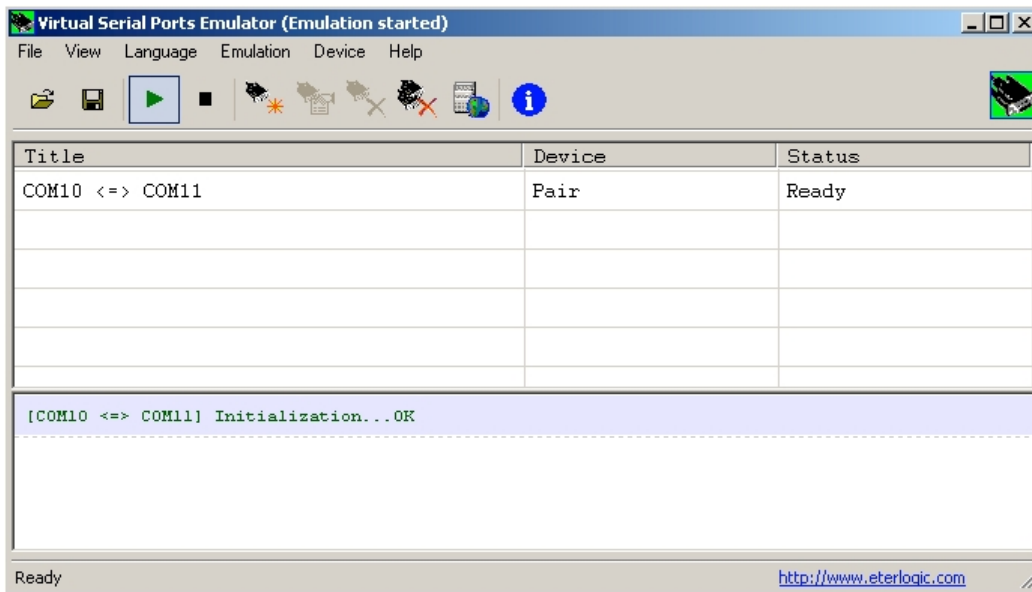 Virtual Serial Ports Emulator (Emulation started)
File View Language Emulation Device Help
Title Device Status
COM10 <=> COM11 Pair Ready
[COM10 <=> COM11] Initialization...OK
Ready http://www.eterlogic.com